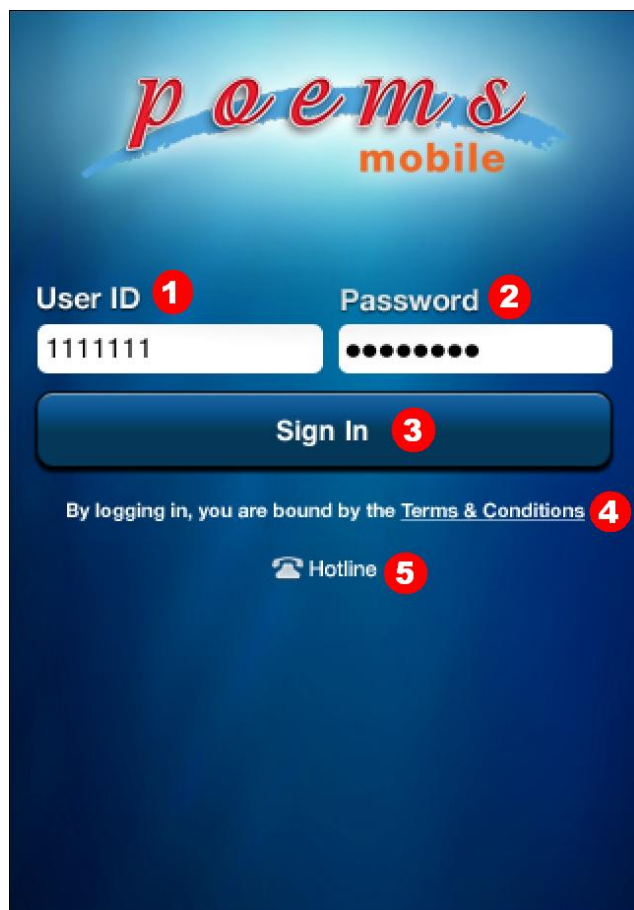 poems
mobile
User ID 1 Password 2
1111111 ●●●●●●●●
Sign In 3
By logging in, you are bound by the Terms & Conditions 4
Hotline 5